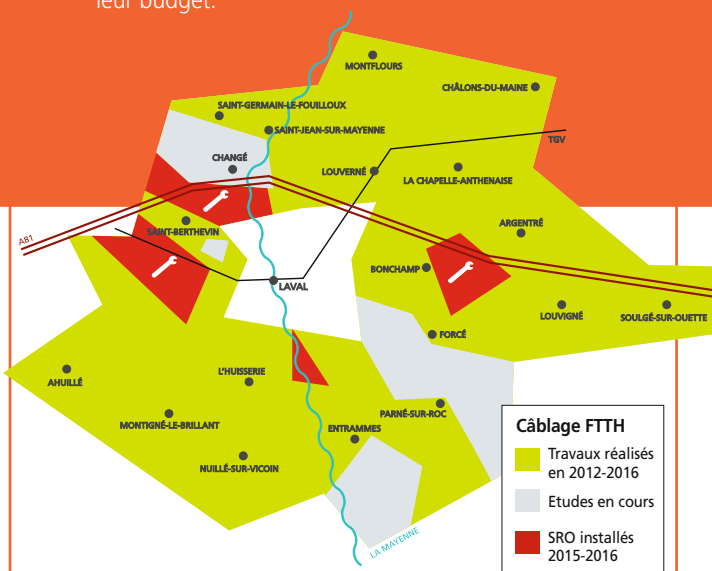 leur budget.
MONTFLOURS
CHÂLONS-DU-MAINE
SAINT-GERMAIN-LE-FOUILLOUX
SAINT-JEAN-SUR-MAYENNE
TGV
CHANGÉ
LOUVERNÉ
LA CHAPELLE-ANTHENAISE
ARGENTRÉ
SAINT-BERTHEVIN
A81
BONCHAMP
LAVAL
LOUVIGNÉ
SOULGÉ-SUR-OUETTE
FORCÉ
AHUILLÉ
L'HUISSERIE
MONTIGNÉ-LE-BRILLANT
PARNÉ-SUR-ROC
ENTRAMMES
NUILLÉ-SUR-VICOIN
LA MAYENNE
Câblage FTTH
Travaux réalisés
en 2012-2016
Etudes en cours
SRO installés
2015-2016